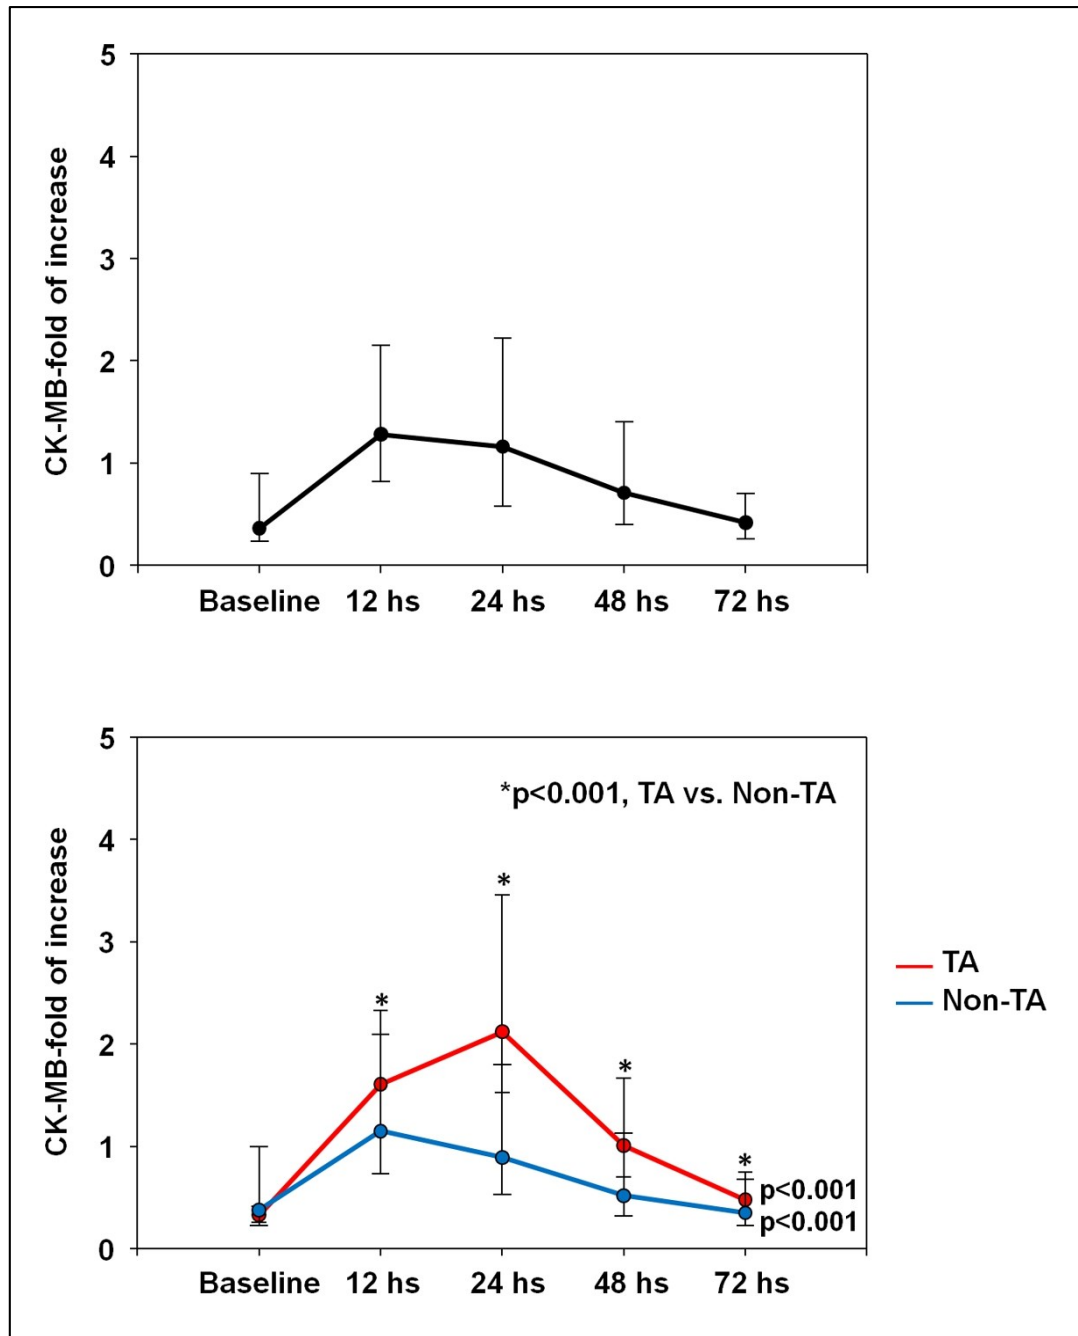 CK-MB-fold of increase
5
4
3
2
1
0
Baseline 12 hs 24 hs 48 hs 72 hs
CK-MB-fold of increase
5
4
3
2
1
0
*p<0.001, TA vs. Non-TA
*
*
*
*
p<0.001
p<0.001
Baseline 12 hs 24 hs 48 hs 72 hs
TA
Non-TA